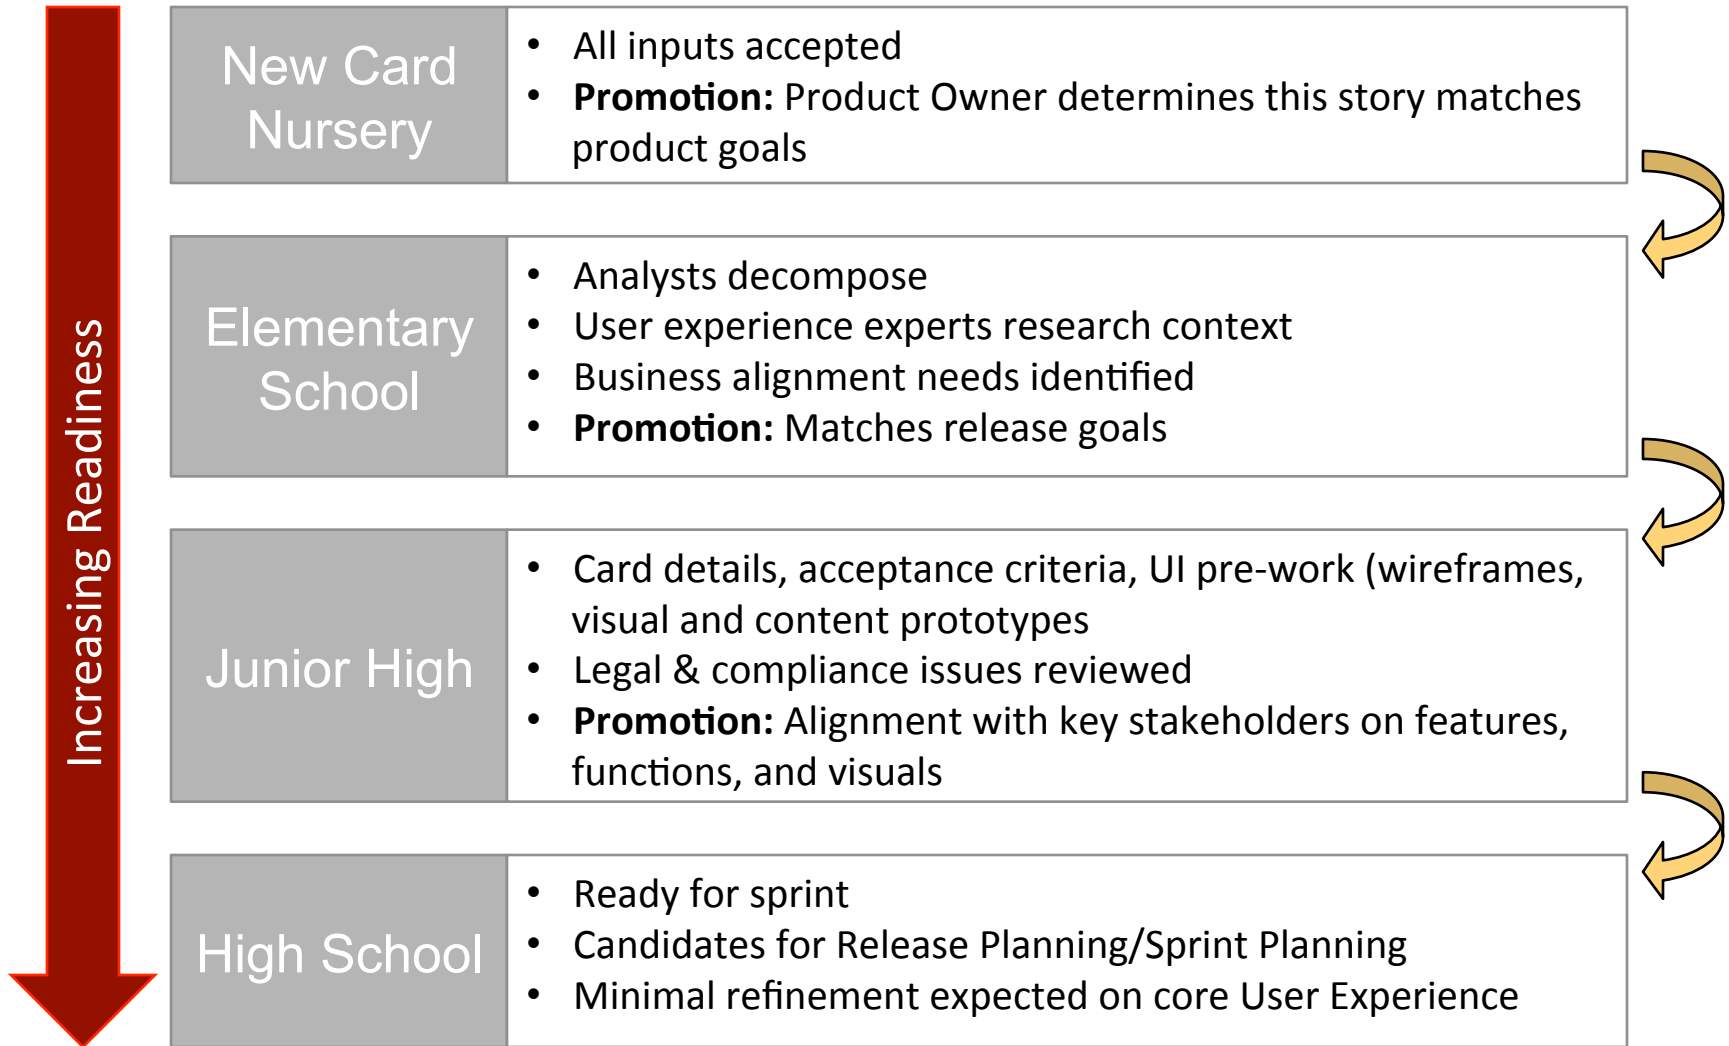 Increasing Readiness
New Card
Nursery
• All inputs accepted
• Promotion: Product Owner determines this story matches
product goals
Elementary
School
• Analysts decompose
• User experience experts research context
• Business alignment needs identified
• Promotion: Matches release goals
Junior High
• Card details, acceptance criteria, UI pre-work (wireframes,
visual and content prototypes
• Legal & compliance issues reviewed
• Promotion: Alignment with key stakeholders on features,
functions, and visuals
High School
• Ready for sprint
• Candidates for Release Planning/Sprint Planning
• Minimal refinement expected on core User Experience